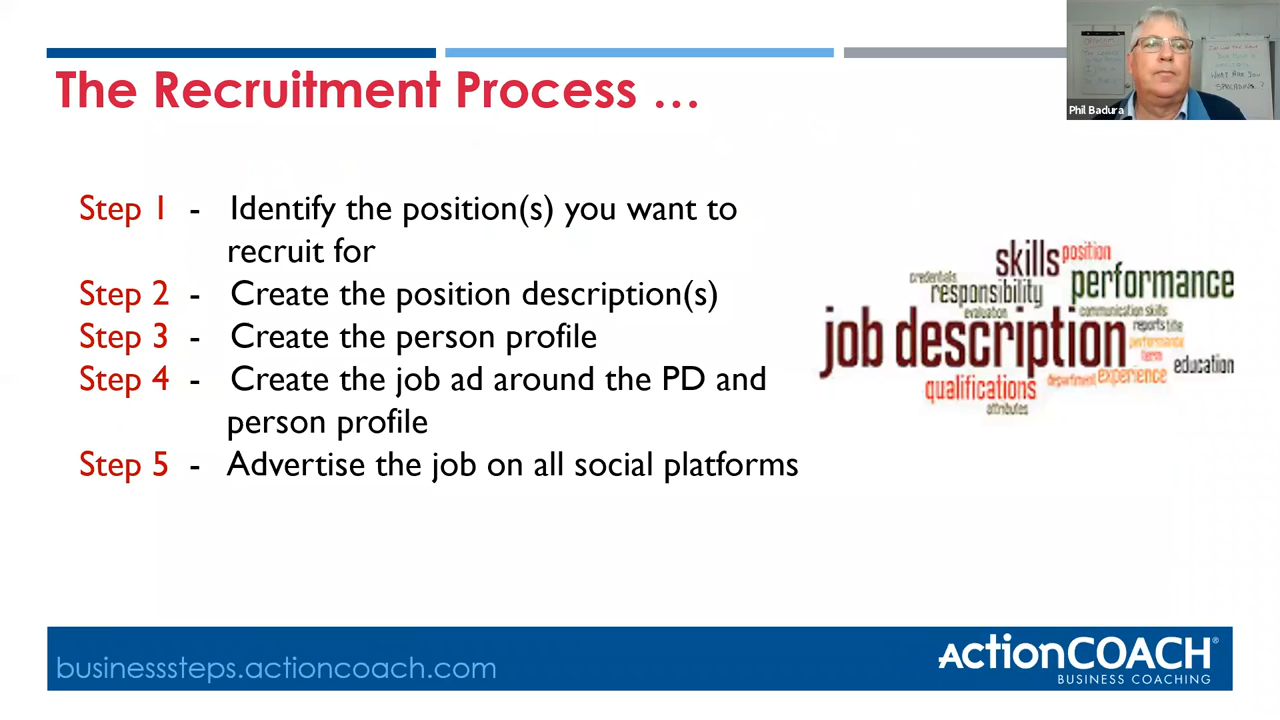 The Recruitment Process ...
Phil Badura
WHAT ARE YOU
Step 1 - Identify the position(s) you want to
recruit for
Step 2 - Create the position description(s)
Step 3 - Create the person profile
Step 4 - Create the job ad around the PD and
person profile
Step 5 - Advertise the job on all social platforms
skills position
credentials performance
responsibility
evaluation communication skills
job description reports title
performance
term education
qualifications department experience
attributes
businesssteps.actioncoach.com
ActionCOACH®
BUSINESS COACHING